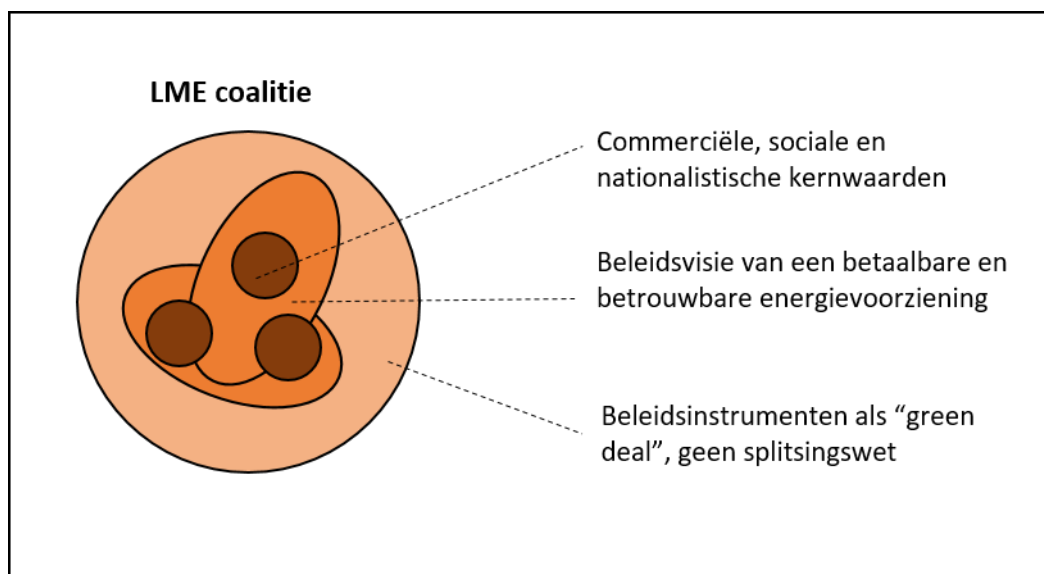 LME coalitie
Commerciële, sociale en
nationalistische kernwaarden
Beleidsvisie van een betaalbare en
betrouwbare energievoorziening
Beleidsinstrumenten als “green
deal”, geen splitsingswet